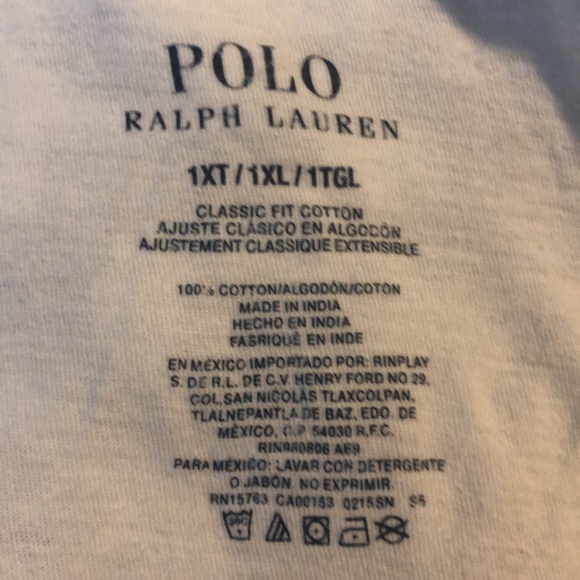 POLO
RALPH LAUREN
1XT/1XL/1TGL
CLASSIC FIT COTTON
AJUSTE CLÁSICO EN ALGODÓN
AJUSTEMENT CLASSIQUE EXTENSIBLE
100% COTTON/ALGODÓN/COTON
MADE IN INDIA
HECHO EN INDIA
FABRIQUÉ EN INDE
EN MÉXICO IMPORTADO POR: RINPLAY
S. DE R.L. DE C.V. HENRY FORD NO 29,
COL.SAN NICOLÁS TLAXCOLPAN,
TLALNEPANTLA DE BAZ, EDO. DE
MÉXICO, C.P. 54030 R.F.C.
RIN980806 AE9
PARA MÉXICO: LAVAR CON DETERGENTE
O JABÓN. NO EXPRIMIR.
RN15763 CA00153 0215SN